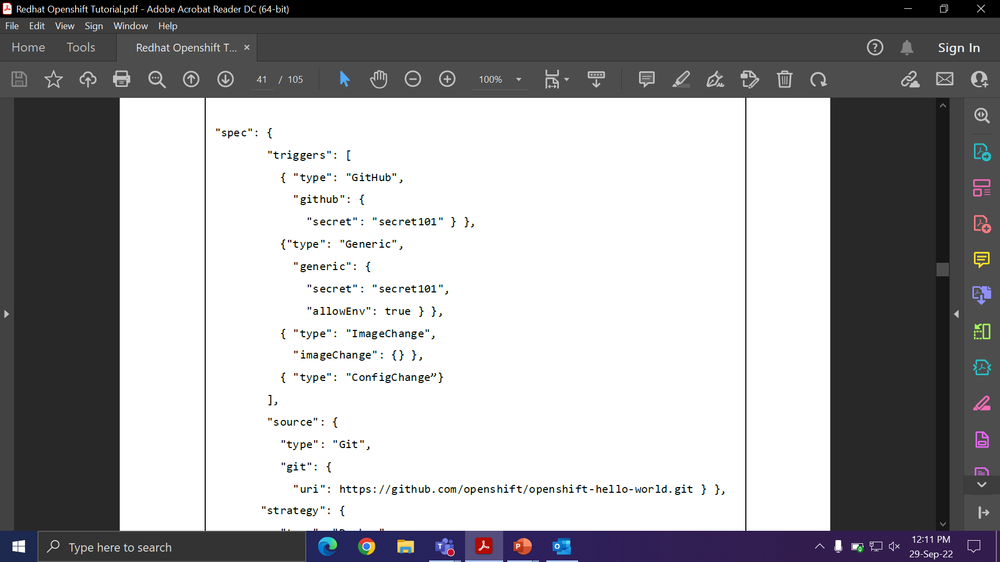 Redhat Openshift Tutorial.pdf - Adobe Acrobat Reader DC (64-bit)
File Edit View Sign Window Help
Home Tools Redhat Openshift T... × Sign In
41 / 105 100%
"spec": {
"triggers": [
{ "type": "GitHub",
"github": {
"secret": "secret101" } },
{"type": "Generic",
"generic": {
"secret": "secret101",
"allowEnv": true } },
{ "type": "ImageChange",
"imageChange": {} },
{ "type": "ConfigChange”}
],
"source": {
"type": "Git",
"git": {
"uri": https://github.com/openshift/openshift-hello-world.git } },
"strategy": {
Type here to search
12:11 PM
29-Sep-22